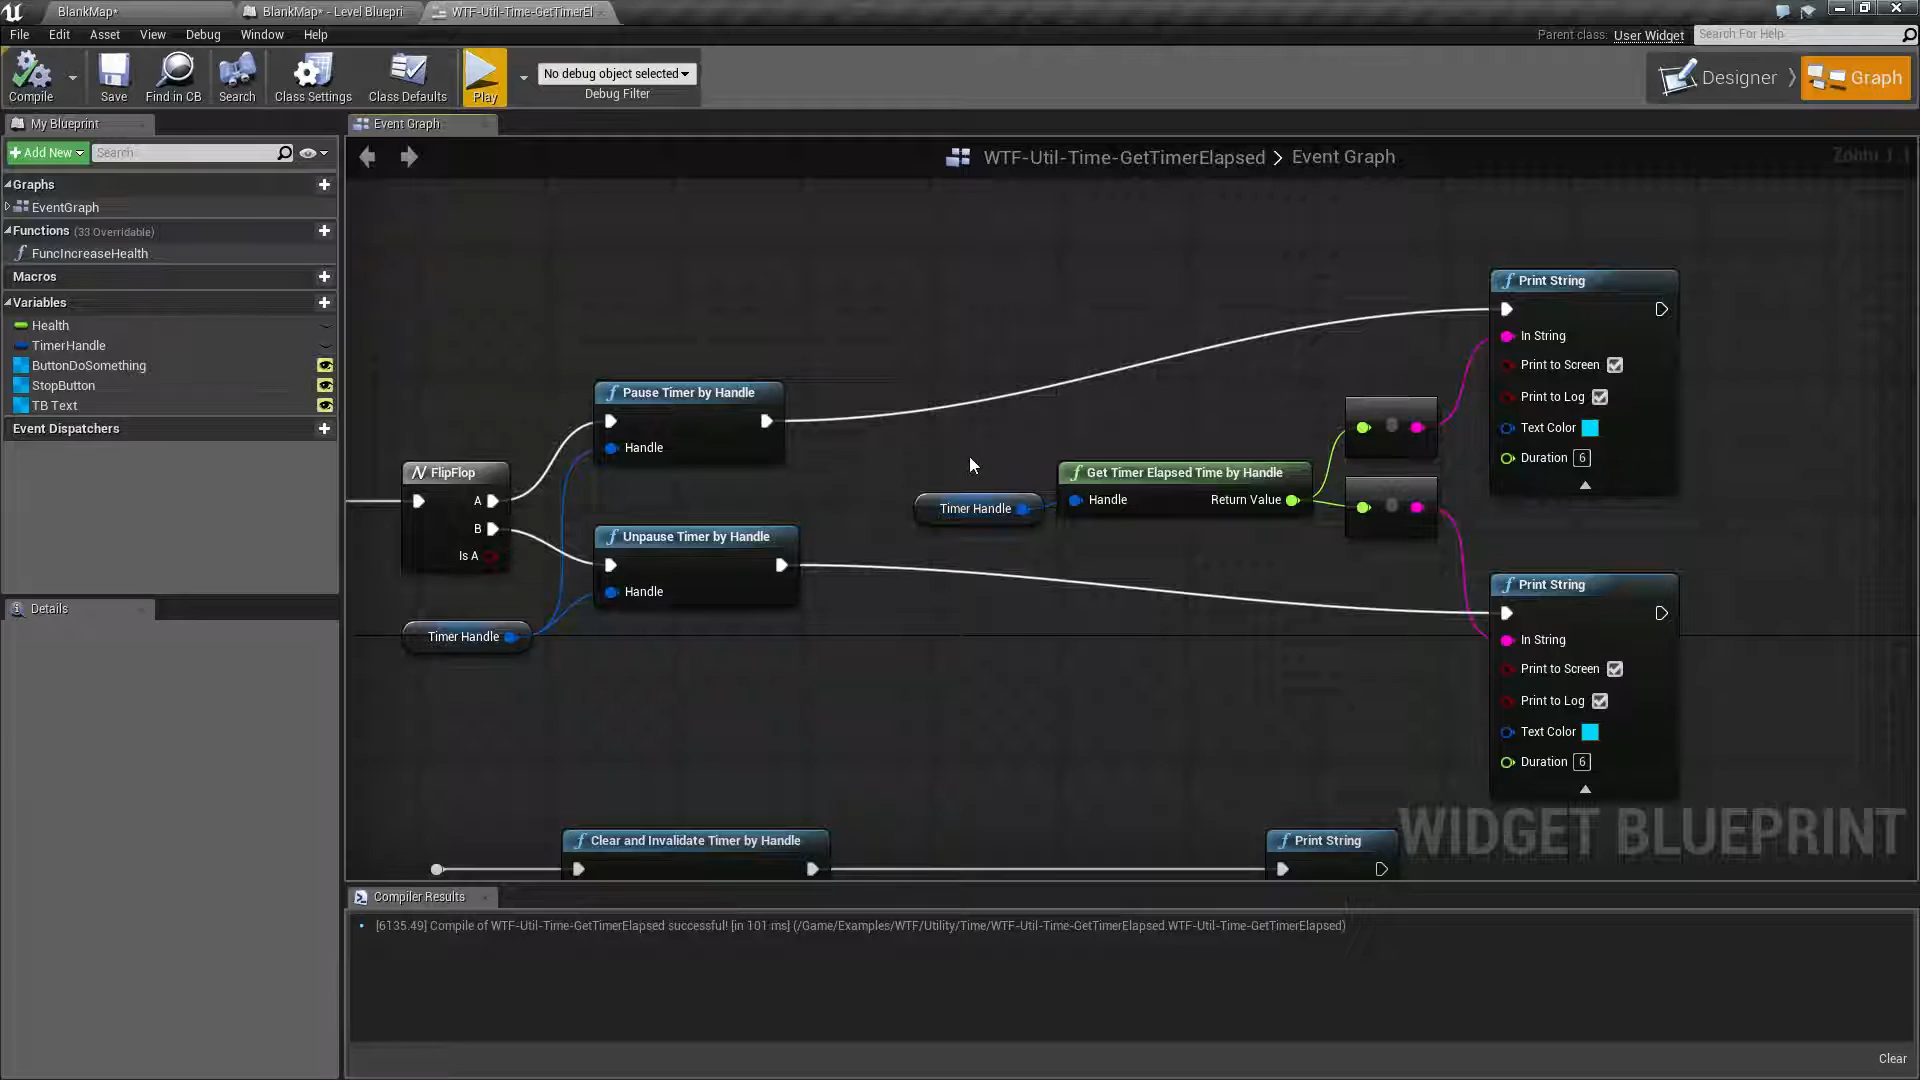 BlankMap*
BlankMap* - Level Bluepri
WTF-Util-Time-GetTimerEl
File Edit Asset View Debug Window Help
Parent class: User Widget
Search For Help
Compile
Save
Find in CB
Search
Class Settings
Class Defaults
Play
No debug object selected
Debug Filter
Designer
Graph
My Blueprint
Event Graph
Add New
Search
WTF-Util-Time-GetTimerElapsed > Event Graph
Graphs
EventGraph
Functions (33 Overridable)
FuncIncreaseHealth
Macros
Variables
Health
TimerHandle
ButtonDoSomething
StopButton
TB Text
Event Dispatchers
Details
FlipFlop
A
B
Is A
Timer Handle
Pause Timer by Handle
Handle
Unpause Timer by Handle
Handle
Timer Handle
Get Timer Elapsed Time by Handle
Handle Return Value
Print String
In String
Print to Screen
Print to Log
Text Color
Duration 6
Print String
In String
Print to Screen
Print to Log
Text Color
Duration 6
Clear and Invalidate Timer by Handle
Print String
WIDGET BLUEPRINT
Compiler Results
[6135.49] Compile of WTF-Util-Time-GetTimerElapsed successful! [in 101 ms] (/Game/Examples/WTF/Utility/Time/WTF-Util-Time-GetTimerElapsed.WTF-Util-Time-GetTimerElapsed)
Clear